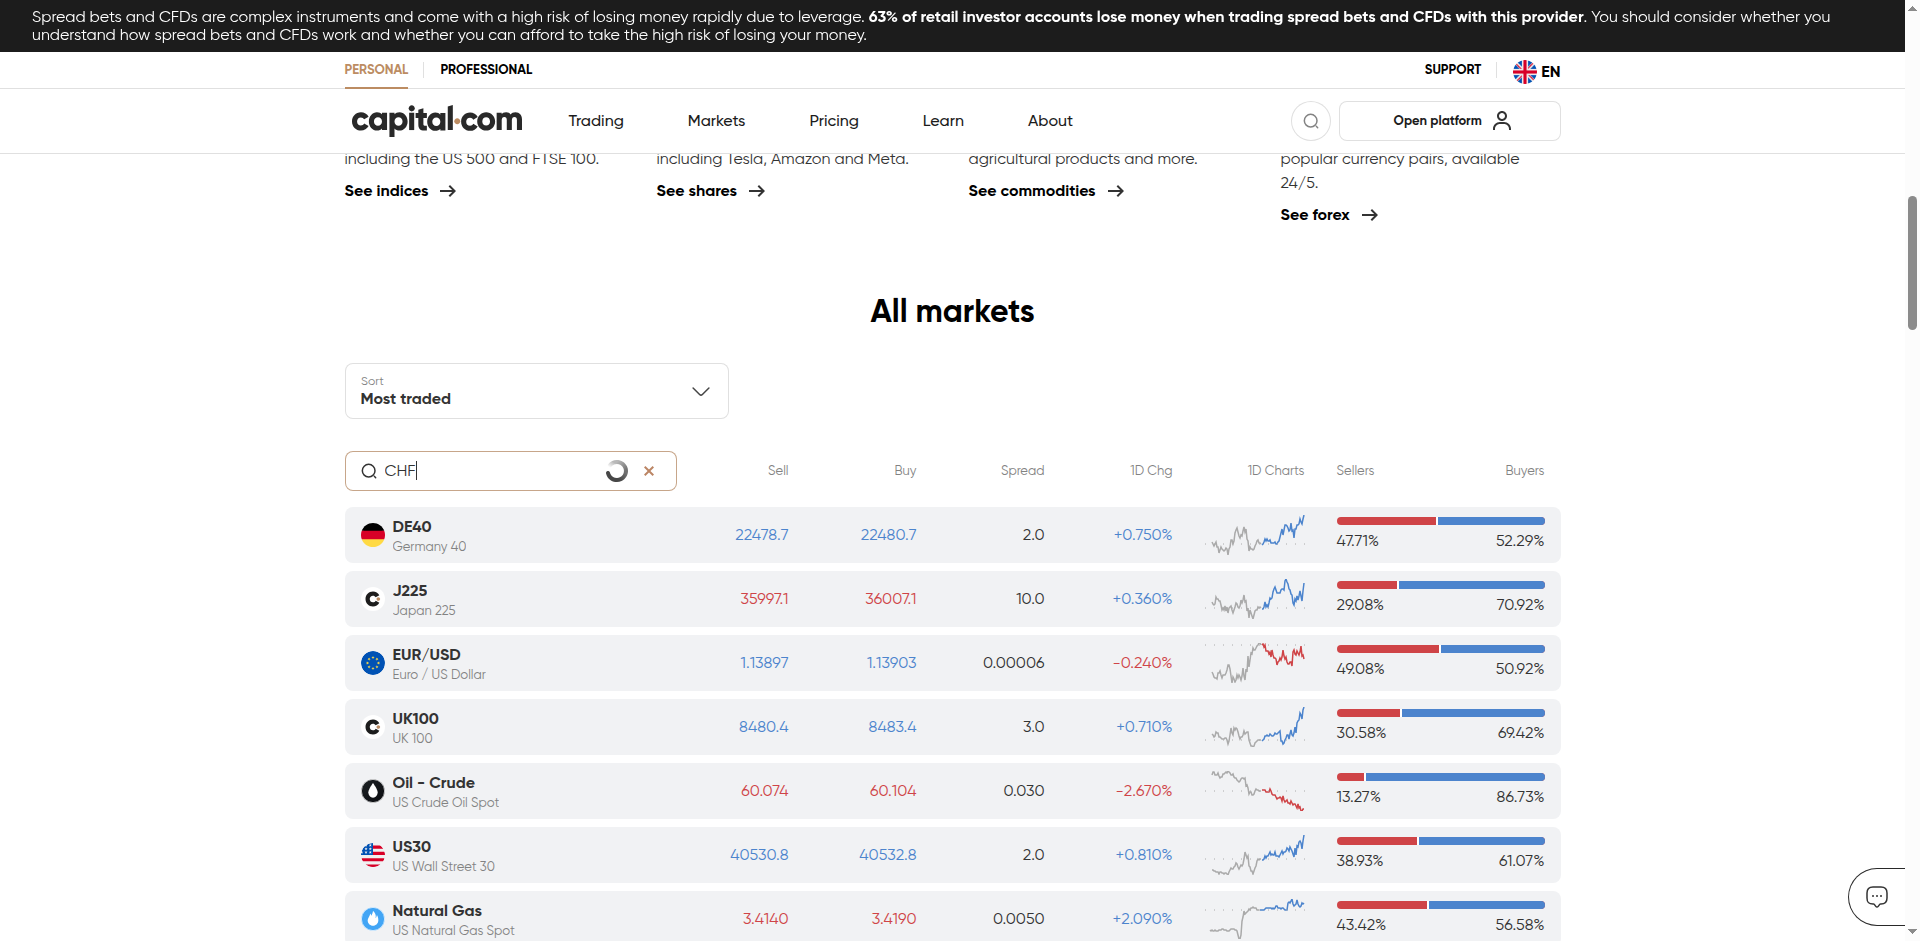 Spread bets and CFDs are complex instruments and come with a high risk of losing money rapidly due to leverage. 63% of retail investor accounts lose money when trading spread bets and CFDs with this provider. You should consider whether you
understand how spread bets and CFDs work and whether you can afford to take the high risk of losing your money.
PERSONAL PROFESSIONAL SUPPORT EN
capital.com Trading Markets Pricing Learn About Open platform
including the US 500 and FTSE 100. including Tesla, Amazon and Meta. agricultural products and more. popular currency pairs, available
24/5.
See indices See shares See commodities
See forex
All markets
Sort
Most traded
CHF Sell Buy Spread 1D Chg 1D Charts Sellers Buyers
DE40
Germany 40 22478.7 22480.7 2.0 +0.750% 47.71% 52.29%
J225
Japan 225 35997.1 36007.1 10.0 +0.360% 29.08% 70.92%
EUR/USD
Euro / US Dollar 1.13897 1.13903 0.00006 -0.240% 49.08% 50.92%
UK100
UK 100 8480.4 8483.4 3.0 +0.710% 30.58% 69.42%
Oil - Crude
US Crude Oil Spot 60.074 60.104 0.030 -2.670% 13.27% 86.73%
US30
US Wall Street 30 40530.8 40532.8 2.0 +0.810% 38.93% 61.07%
Natural Gas
US Natural Gas Spot 3.4140 3.4190 0.0050 +2.090% 43.42% 56.58%